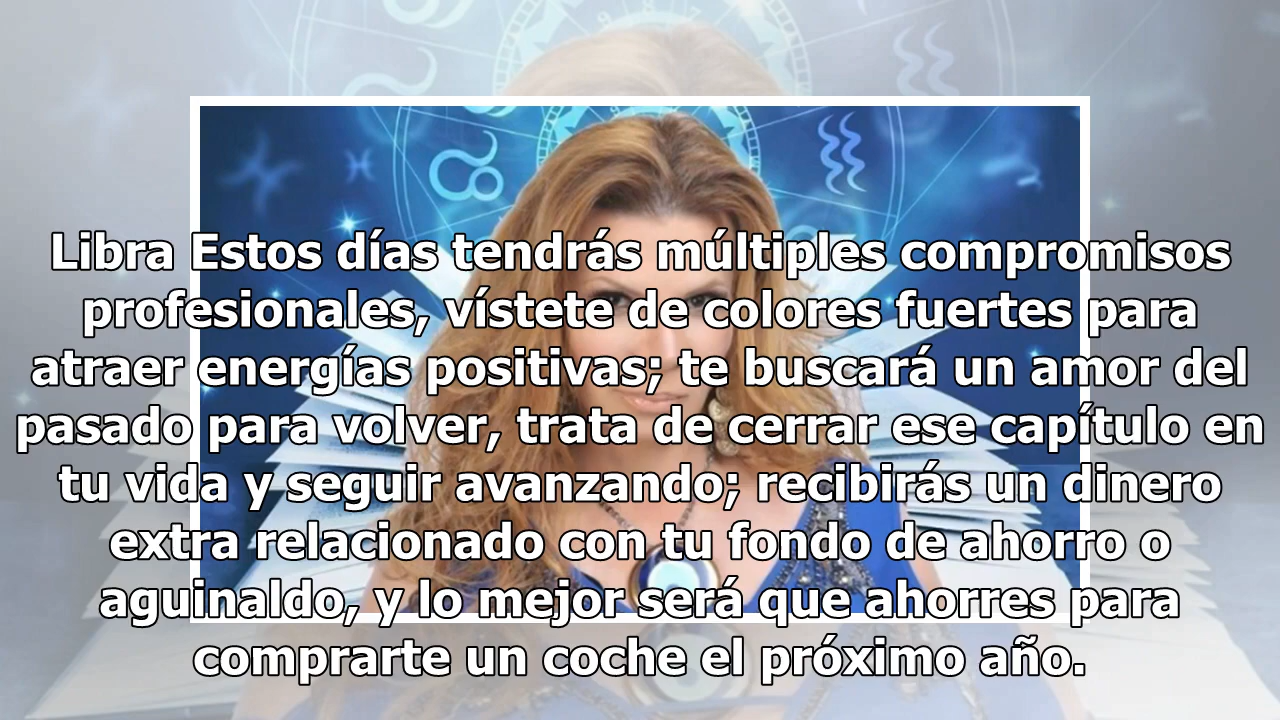 Libra Estos días tendrás múltiples compromisos
profesionales, vístete de colores fuertes para
atraer energías positivas; te buscará un amor del
pasado para volver, trata de cerrar ese capítulo en
tu vida y seguir avanzando; recibirás un dinero
extra relacionado con tu fondo de ahorro o
aguinaldo, y lo mejor será que ahorres para
comprarte un coche el próximo año.